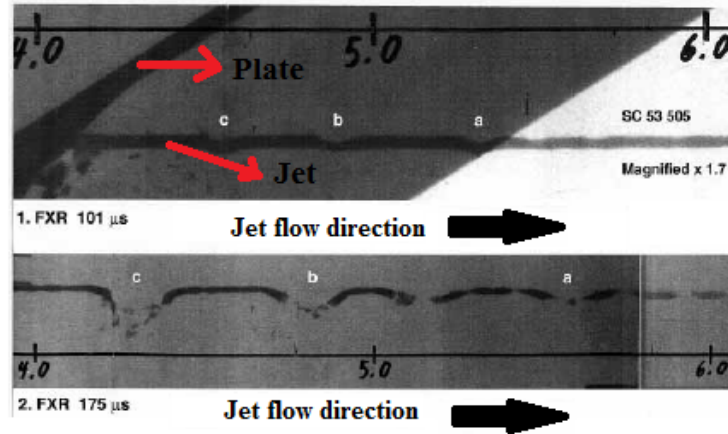 4.0 5.0 6.0
Plate
c b a
SC 53 505
Jet
Magnified x 1.7
1. FXR 101 µs
Jet flow direction
c b a
4.0 5.0 6.0
2. FXR 175 µs
Jet flow direction